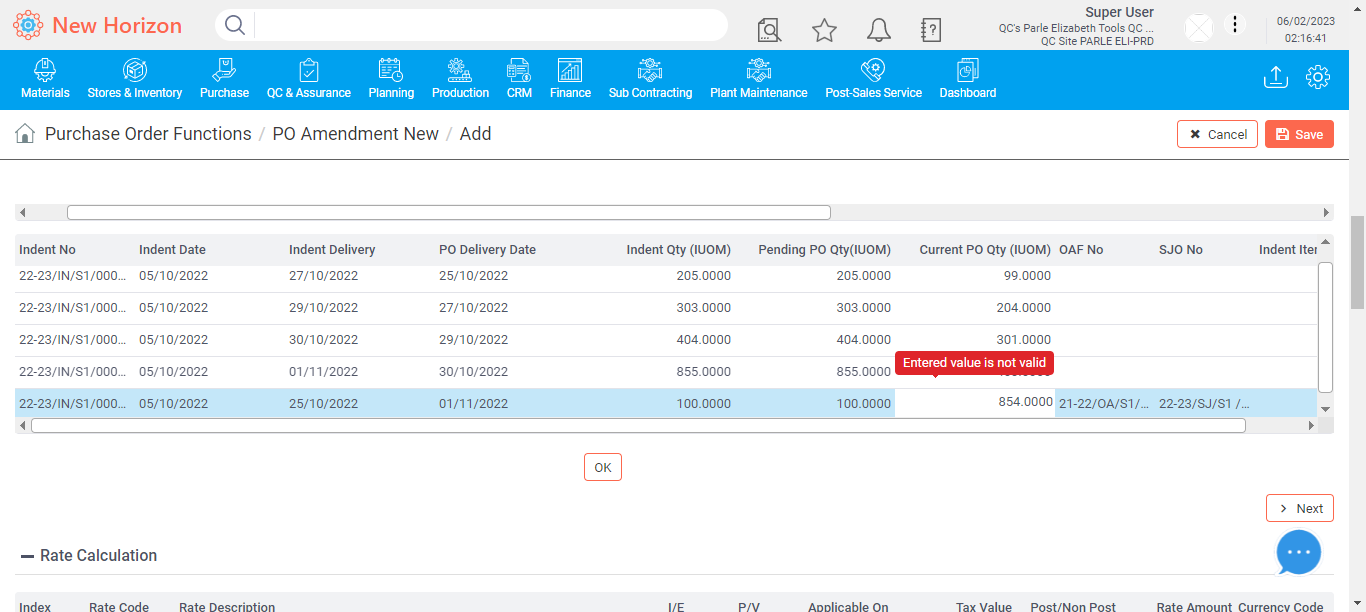 New Horizon
Super User
QC's Parle Elizabeth Tools QC ...
QC Site PARLE ELI-PRD
06/02/2023
02:16:41
Materials Stores & Inventory Purchase QC & Assurance Planning Production CRM Finance Sub Contracting Plant Maintenance Post-Sales Service Dashboard
Purchase Order Functions / PO Amendment New / Add
Cancel Save
Indent No Indent Date Indent Delivery PO Delivery Date Indent Qty (IUOM) Pending PO Qty(IUOM) Current PO Qty (IUOM) OAF No SJO No Indent Iter
22-23/IN/S1/000... 05/10/2022 27/10/2022 25/10/2022 205.0000 205.0000 99.0000
22-23/IN/S1/000... 05/10/2022 29/10/2022 27/10/2022 303.0000 303.0000 204.0000
22-23/IN/S1/000... 05/10/2022 30/10/2022 29/10/2022 404.0000 404.0000 301.0000
Entered value is not valid
22-23/IN/S1/000... 05/10/2022 01/11/2022 30/10/2022 855.0000 855.0000
22-23/IN/S1/000... 05/10/2022 25/10/2022 01/11/2022 100.0000 100.0000 854.0000 21-22/OA/S1/... 22-23/SJ/S1 /...
OK
Next
Rate Calculation
Index Rate Code Rate Description I/E P/V Applicable On Tax Value Post/Non Post Rate Amount Currency Code